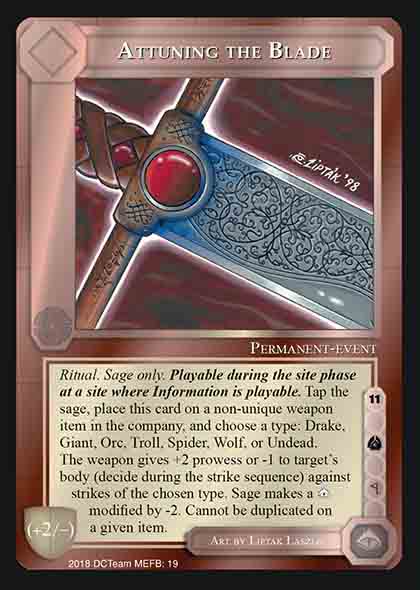 ATTUNING THE BLADE
LIPTÁK '98
PERMANENT-EVENT
Ritual. Sage only. Playable during the site phase
at a site where Information is playable. Tap the
sage, place this card on a non-unique weapon
item in the company, and choose a type: Drake,
Giant, Orc, Troll, Spider, Wolf, or Undead.
The weapon gives +2 prowess or -1 to target`s
body (decide during the strike sequence) against
strikes of the chosen type. Sage makes a
modified by -2. Cannot be duplicated on
a given item.
11
(+2/–)
ART BY LIPTAK LASZLO
2018 DCTeam MEFB: 19